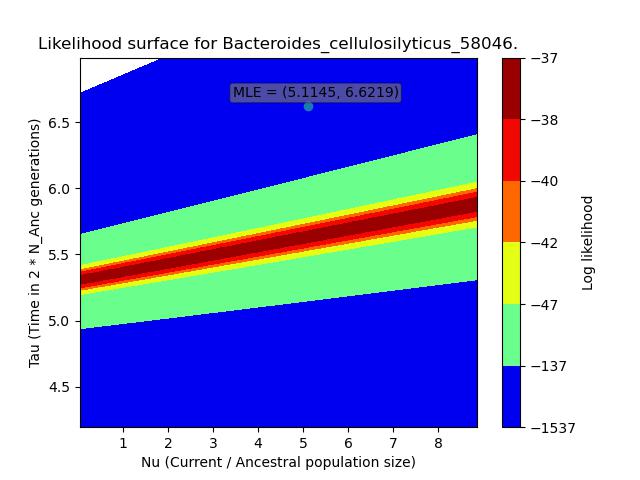 Likelihood surface for Bacteroides_cellulosilyticus_58046.
MLE = (5.1145, 6.6219)
6.5
6.0
5.5
5.0
4.5
Tau (Time in 2 * N_Anc generations)
1 2 3 4 5 6 7 8
Nu (Current / Ancestral population size)
−37
−38
−40
−42
−47
−137
−1537
Log likelihood